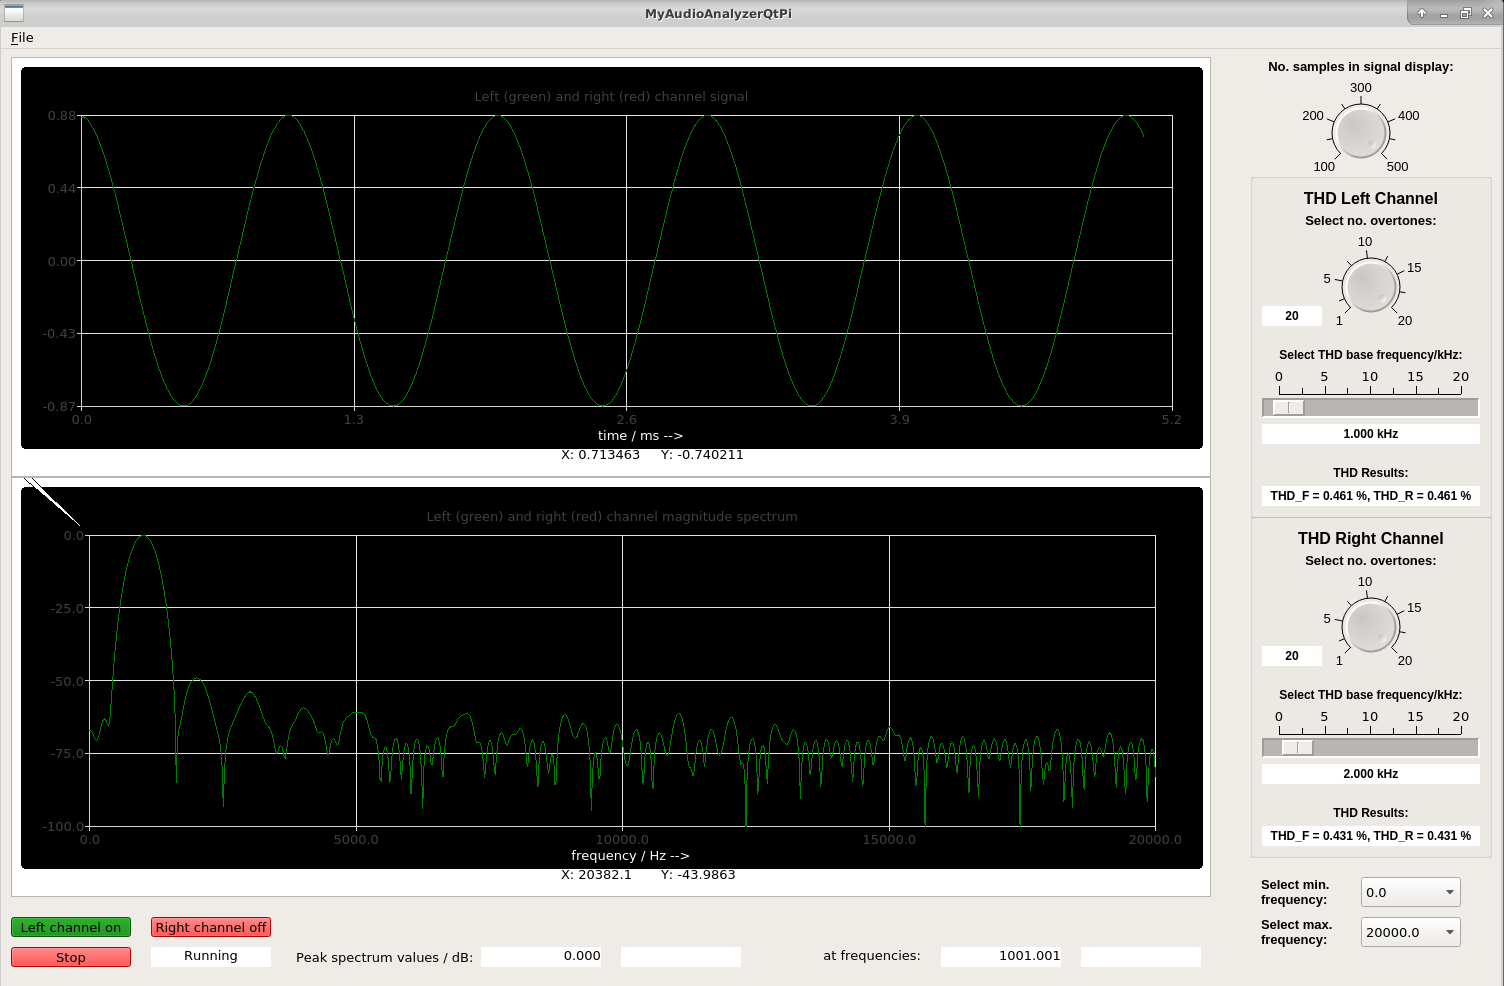 MyAudioAnalyzerQtPi
File
Left (green) and right (red) channel signal
0.88
0.44
0.00
-0.43
-0.87
0.0 1.3 2.6 3.9 5.2
time / ms -->
X: 0.713463 Y: -0.740211
Left (green) and right (red) channel magnitude spectrum
0.0
-25.0
-50.0
-75.0
-100.0
0.0 5000.0 10000.0 15000.0 20000.0
frequency / Hz -->
X: 20382.1 Y: -43.9863
Left channel on Right channel off
Stop Running Peak spectrum values / dB: 0.000 at frequencies: 1001.001
No. samples in signal display:
300
200 400
100 500
THD Left Channel
Select no. overtones:
10
5 15
20 1 20
Select THD base frequency/kHz:
0 5 10 15 20
1.000 kHz
THD Results:
THD_F = 0.461 %, THD_R = 0.461 %
THD Right Channel
Select no. overtones:
10
5 15
20 1 20
Select THD base frequency/kHz:
0 5 10 15 20
2.000 kHz
THD Results:
THD_F = 0.431 %, THD_R = 0.431 %
Select min.
frequency: 0.0
Select max.
frequency: 20000.0